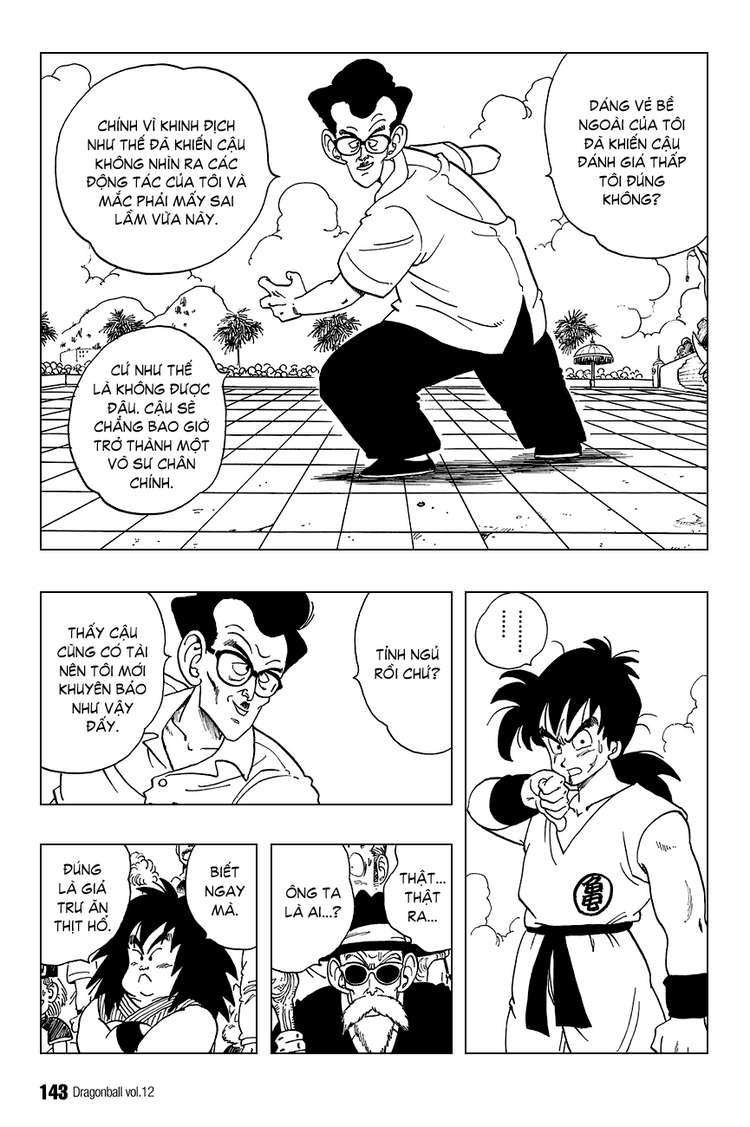 DÁNG VẺ BỀ
NGOÀI CỦA TÔI
ĐÃ KHIẾN CẬU
ĐÁNH GIÁ THẤP
TÔI ĐÚNG
KHÔNG?
CHÍNH VÌ KHINH ĐỊCH
NHƯ THẾ ĐÃ KHIẾN CẬU
KHÔNG NHÌN RA CÁC
ĐỘNG TÁC CỦA TÔI VÀ
MẮC PHẢI MẤY SAI
LẦM VỪA NÀY.
CỨ NHƯ THẾ
LÀ KHÔNG ĐƯỢC
ĐÂU. CẬU SẼ
CHẲNG BAO GIỜ
TRỞ THÀNH MỘT
VÕ SƯ CHÂN
CHÍNH.
......
......
亀
TÍNH NGỦ
RỒI CHỨ?
THẤY CẬU
CŨNG CÓ TÀI
NÊN TÔI MỚI
KHUYÊN BẢO
NHƯ VẬY
ĐẤY.
THẬT...
THẬT
RA...
ÔNG TA
LÀ AI...?
BIẾT
NGAY
MÀ.
ĐÚNG
LÀ GIẢ
TRƯ ĂN
THỊT HỔ.
143 Dragonball vol.12